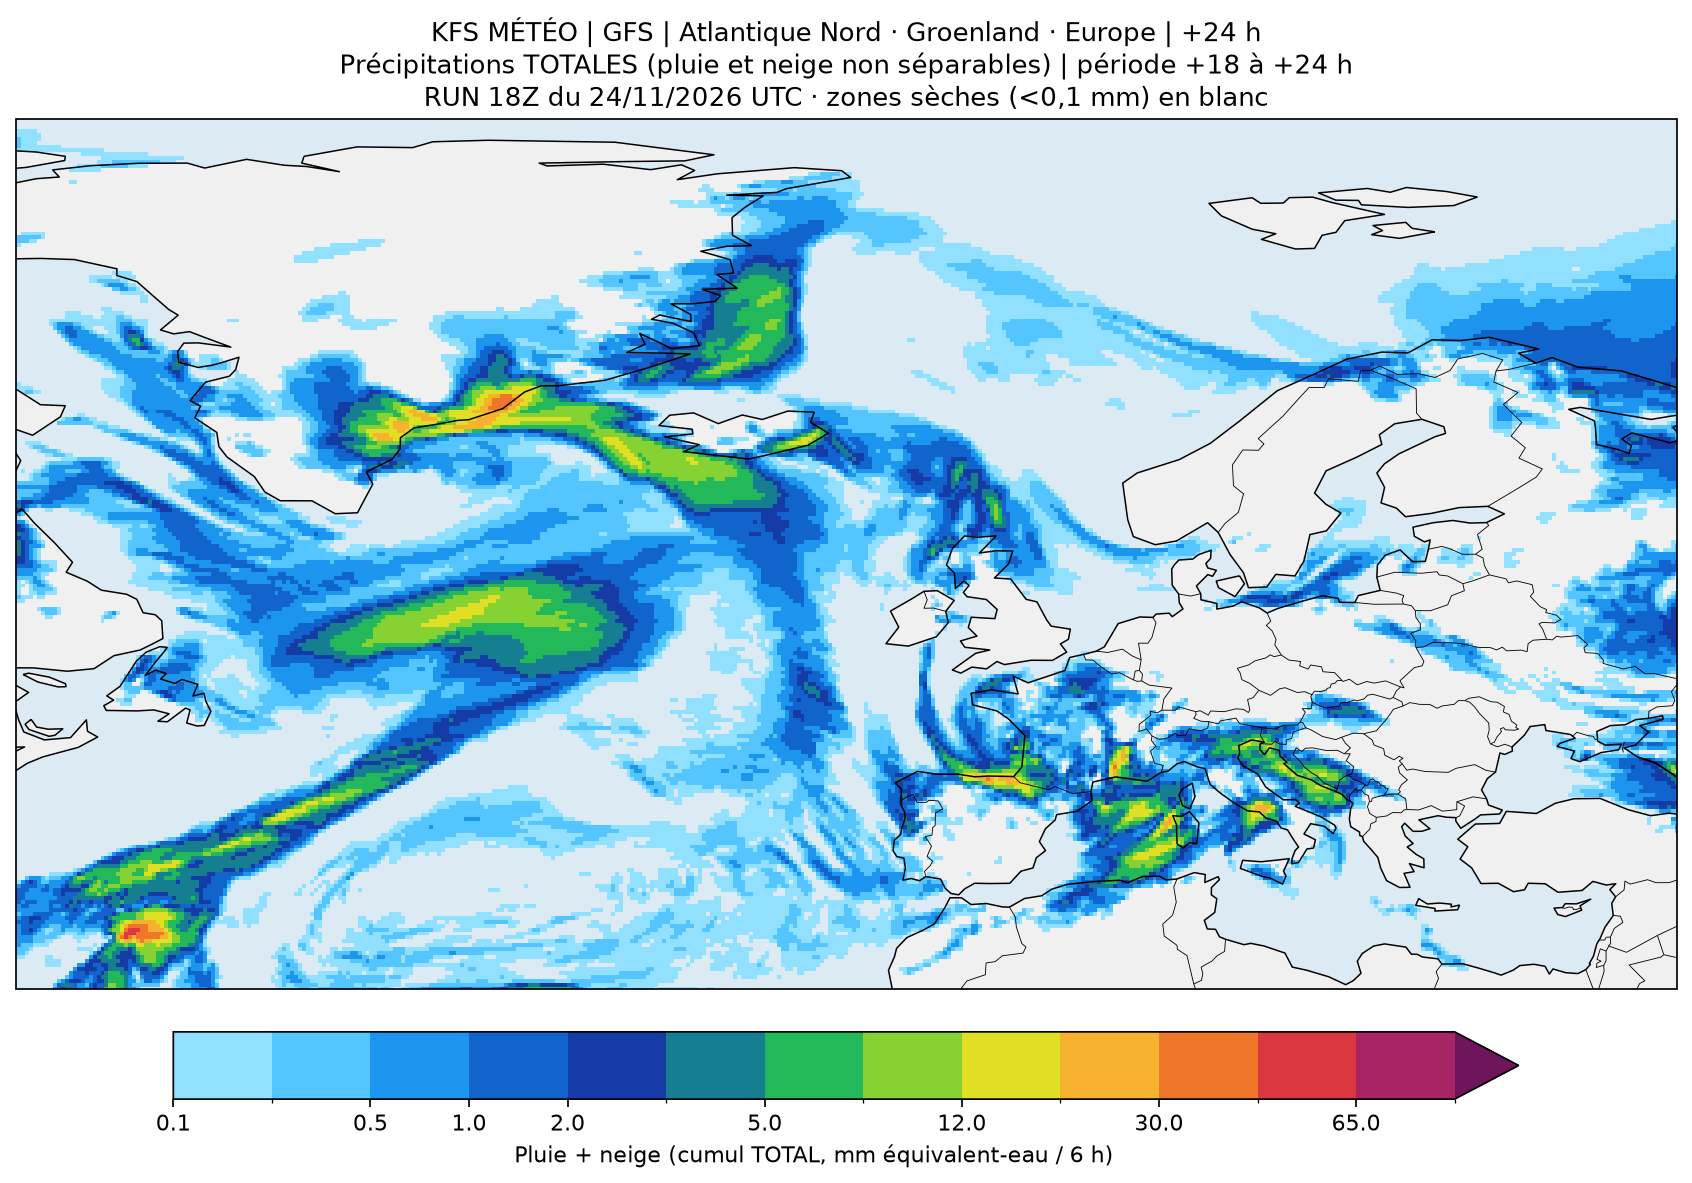 KFS MÉTÉO | GFS | Atlantique Nord · Groenland · Europe | +24 h
Précipitations TOTALES (pluie et neige non séparables) | période +18 à +24 h
RUN 18Z du 24/11/2026 UTC · zones sèches (<0,1 mm) en blanc
0.1 0.5 1.0 2.0 5.0 12.0 30.0 65.0
Pluie + neige (cumul TOTAL, mm équivalent-eau / 6 h)